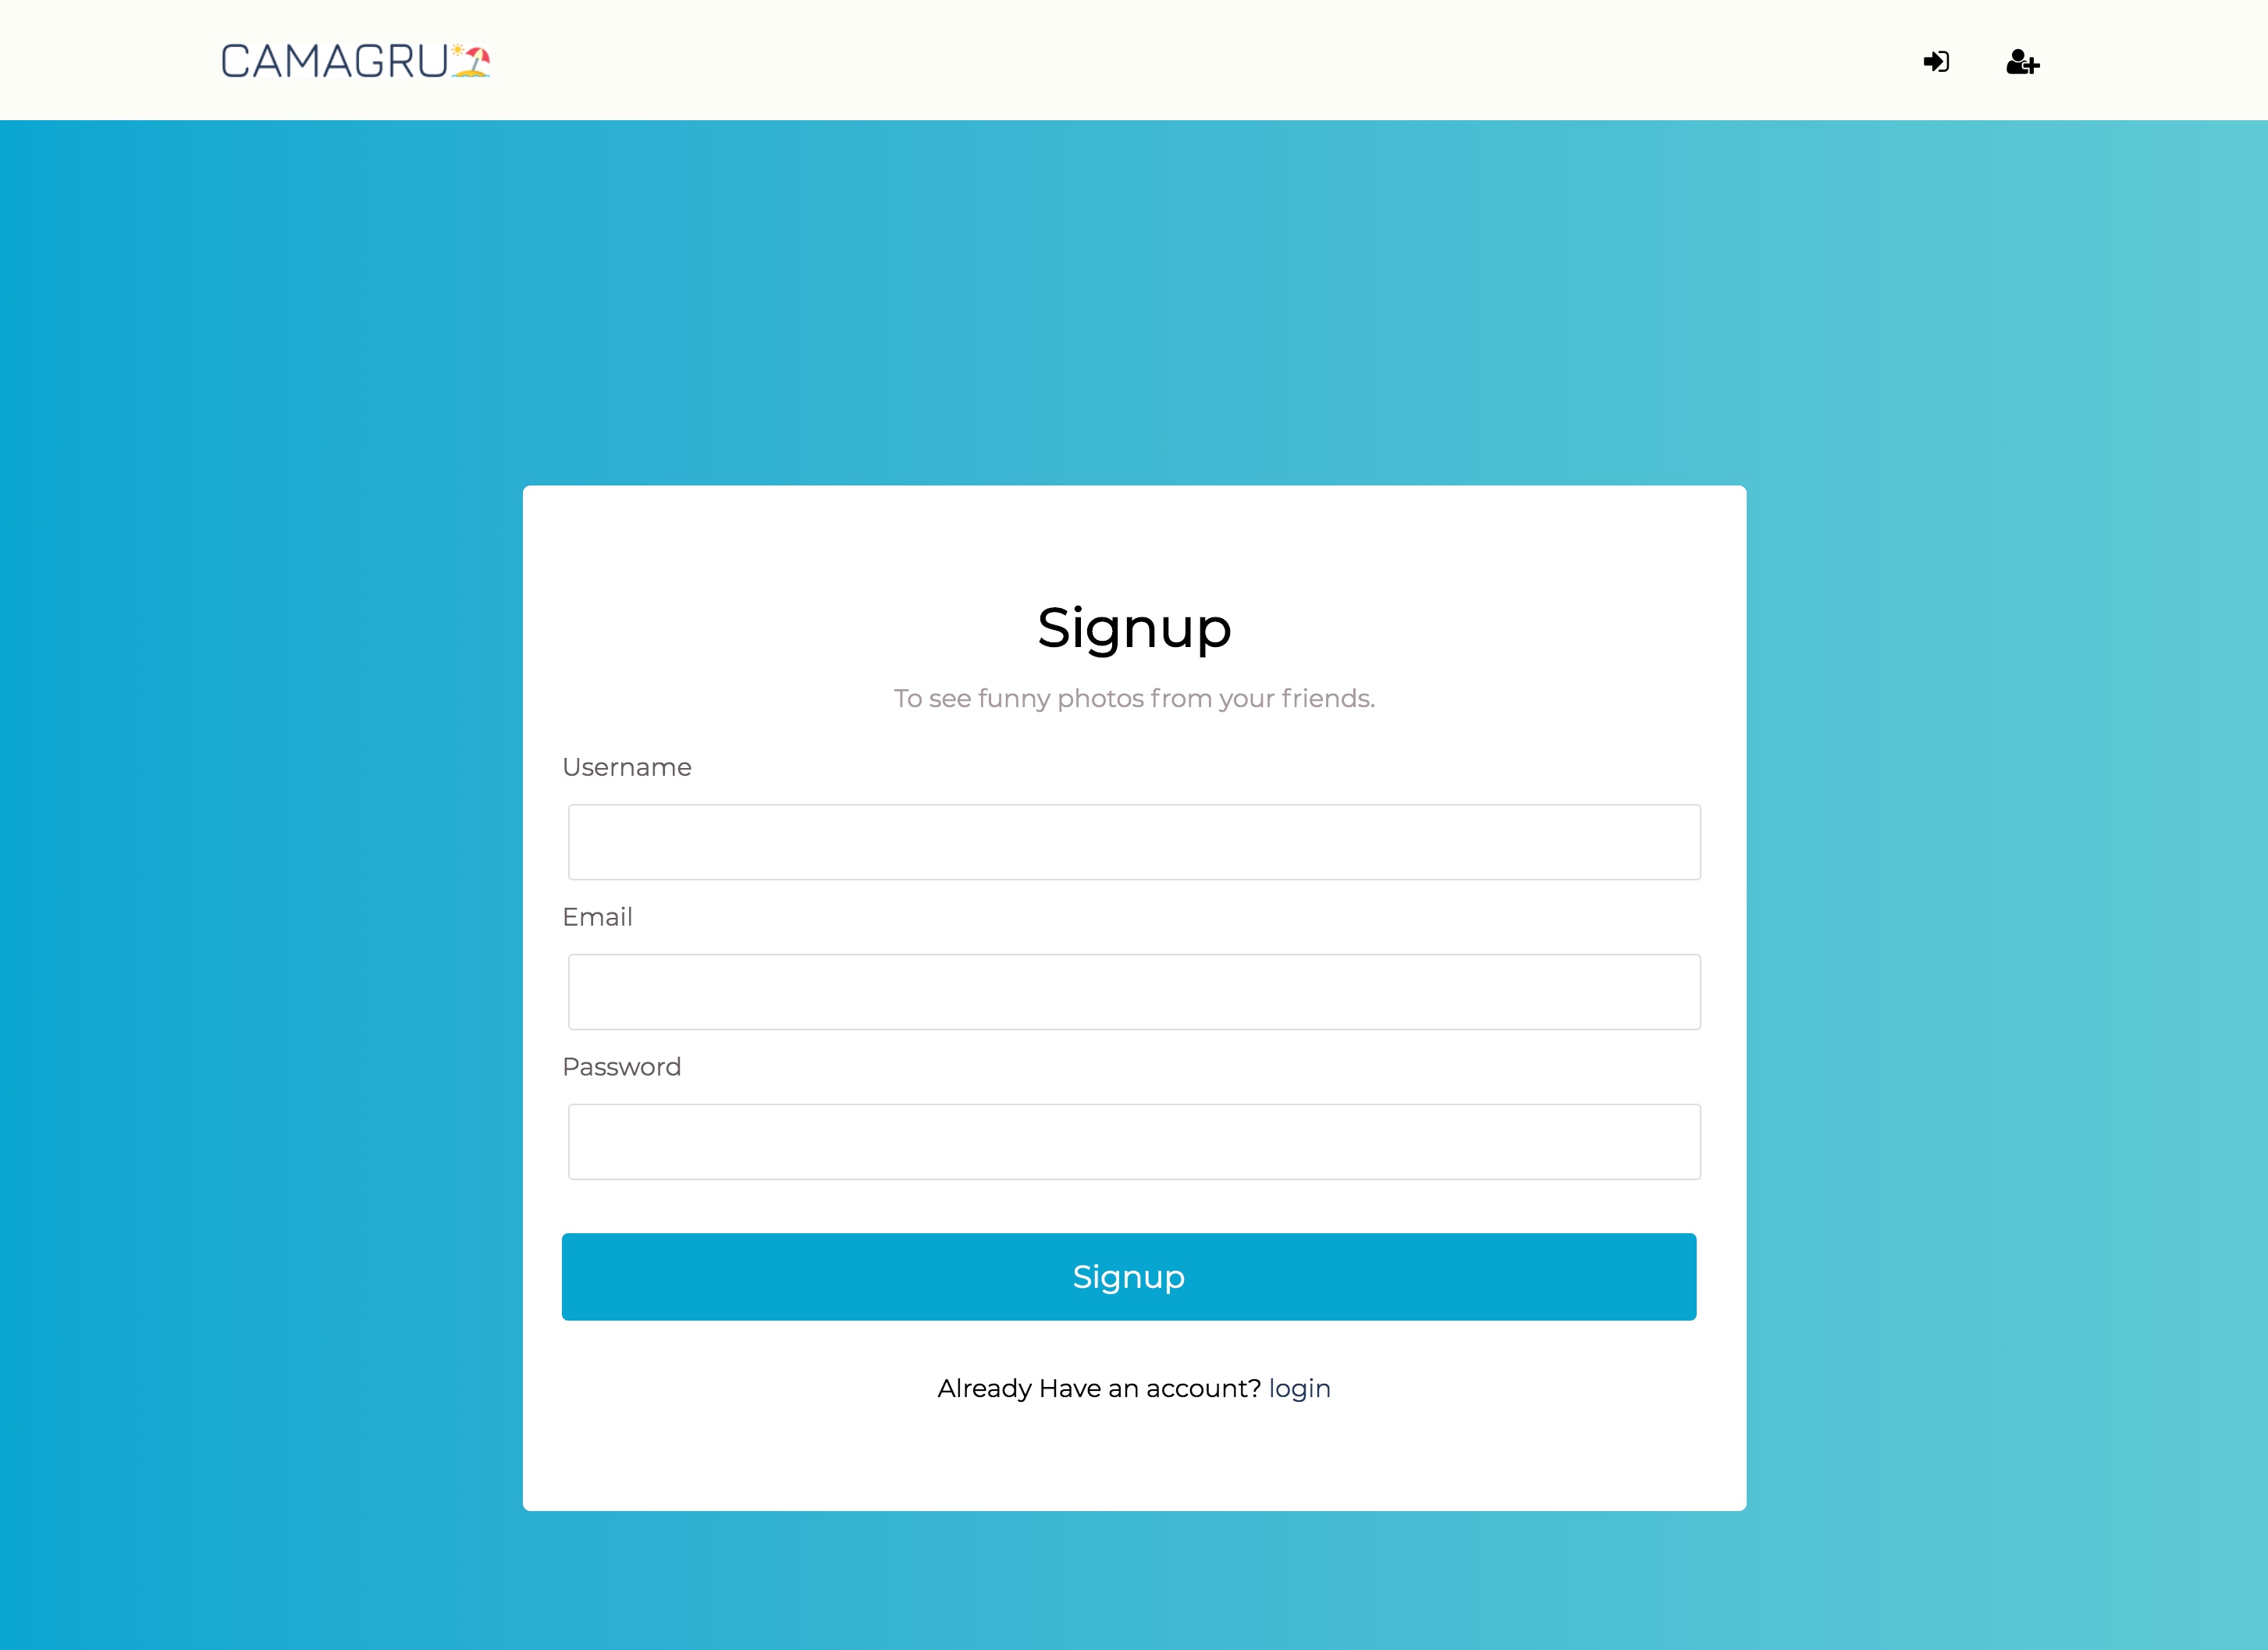 CAMAGRU
Signup
To see funny photos from your friends.
Username
Email
Password
Signup
Already Have an account? login